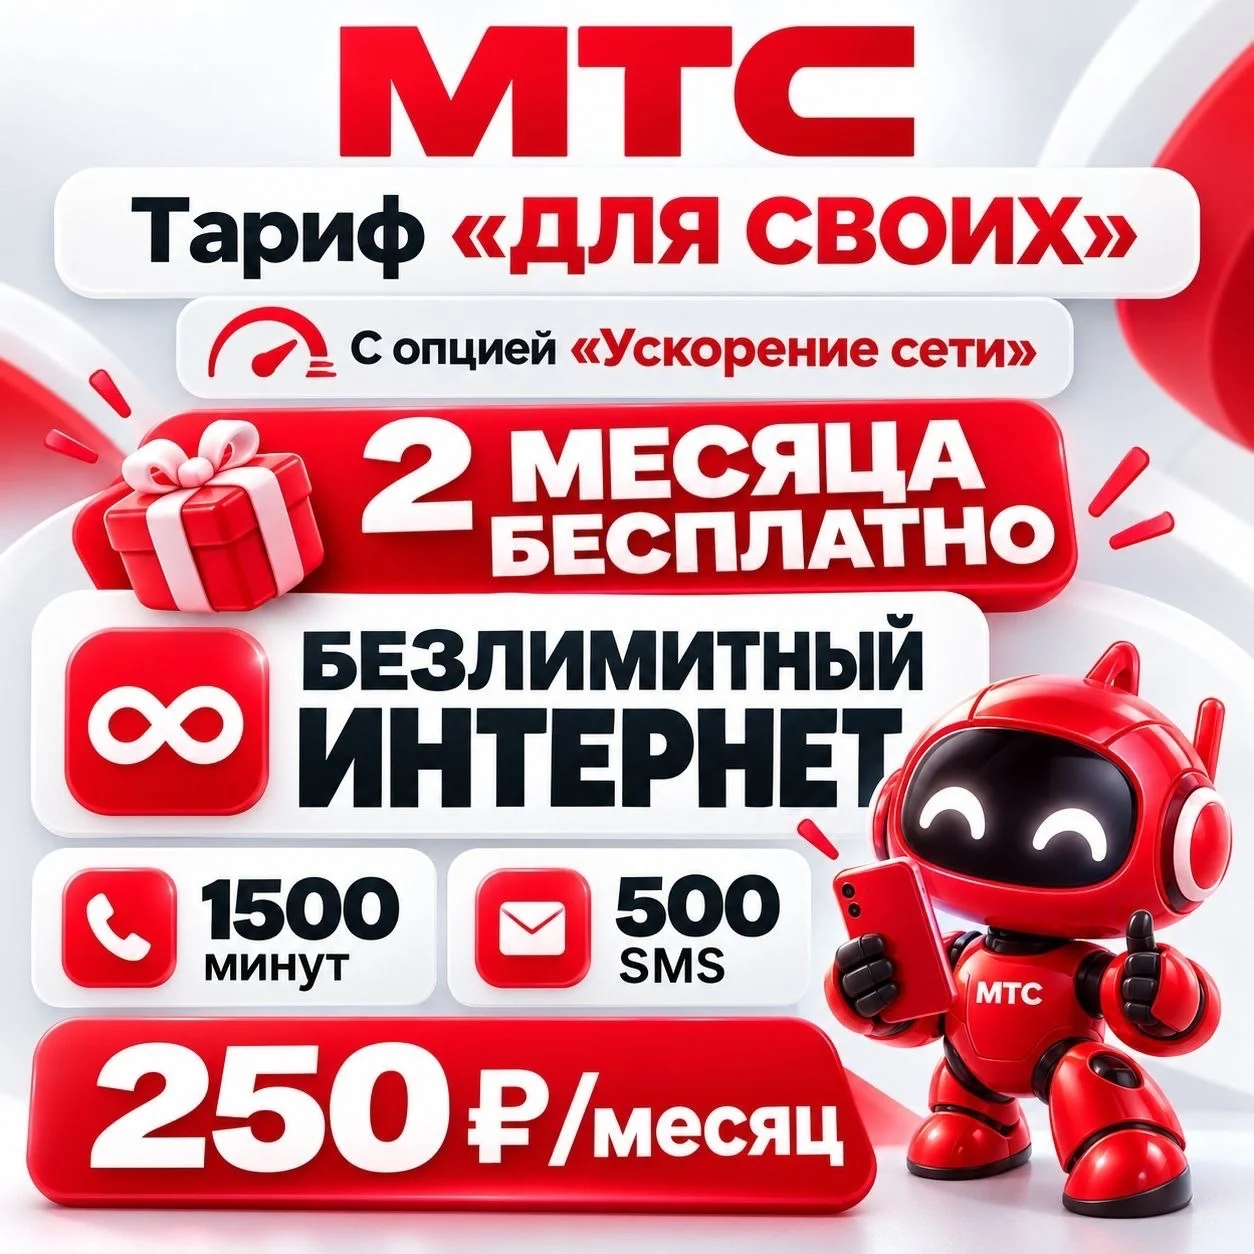 МТС
Тариф «ДЛЯ СВОИХ»
С опцией «Ускорение сети»
2 МЕСЯЦА
БЕСПЛАТНО
БЕЗЛИМИТНЫЙ
ИНТЕРНЕТ
1500
минут
500
SMS
МТС
250 ₽/месяц